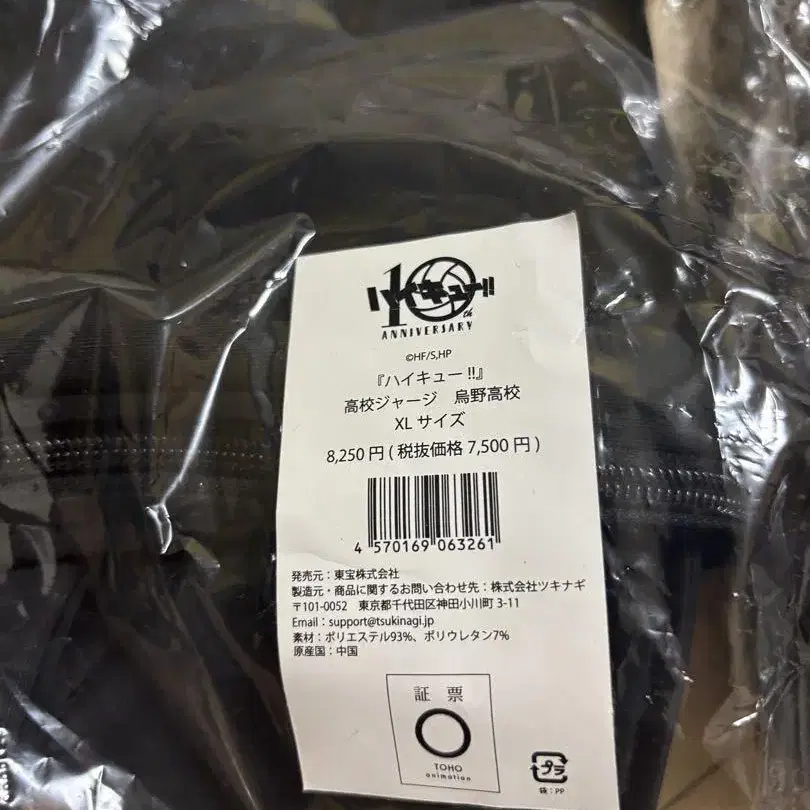 ハイキュー!!
10th
ANNIVERSARY
©HF/S,HP
『ハイキュー!!』
高校ジャージ 烏野高校
XL サイズ
8,250円 ( 税抜価格 7,500円 )
4 570169 063261
発売元：東宝株式会社
製造元・商品に関するお問い合わせ先：株式会社ツキナギ
〒101-0052 東京都千代田区神田小川町 3-11
Email：support@tsukinagi.jp
素材：ポリエステル93%、ポリウレタン7%
原産国：中国
証 票
TOHO
animation
プラ
袋：PP